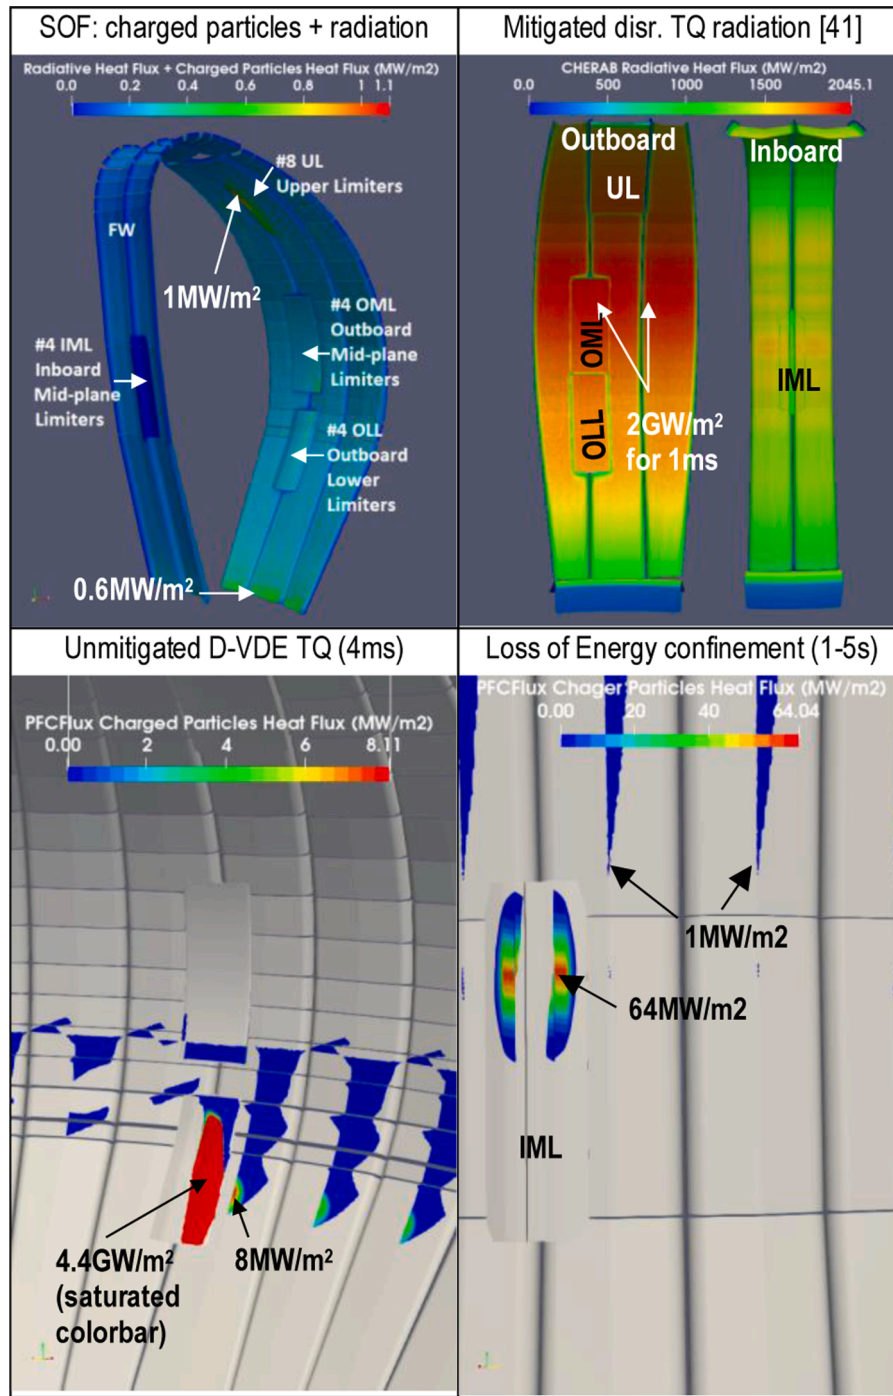 SOF: charged particles + radiation
Radiative Heat Flux + Charged Particles Heat Flux (MW/m2)
0.0 0.2 0.4 0.6 0.8 1 1.1
#8 UL
Upper Limiters
FW
1MW/m²
#4 OML
Outboard
Mid-plane
Limiters
#4 IML
Inboard
Mid-plane
Limiters
#4 OLL
Outboard
Lower
Limiters
0.6MW/m²
Mitigated disr. TQ radiation [41]
CHERAB Radiative Heat Flux (MW/m2)
0.0 500 1000 1500 2045.1
Outboard
Inboard
UL
OML
IML
OLL
2GW/m²
for 1ms
Unmitigated D-VDE TQ (4ms)
PFCFlux Charged Particles Heat Flux (MW/m2)
0.00 2 4 6 8.11
4.4GW/m²
(saturated
colorbar)
8MW/m²
Loss of Energy confinement (1-5s)
PFCFlux Chager Particles Heat Flux (MW/m2)
0.00 20 40 64.04
1MW/m2
64MW/m2
IML